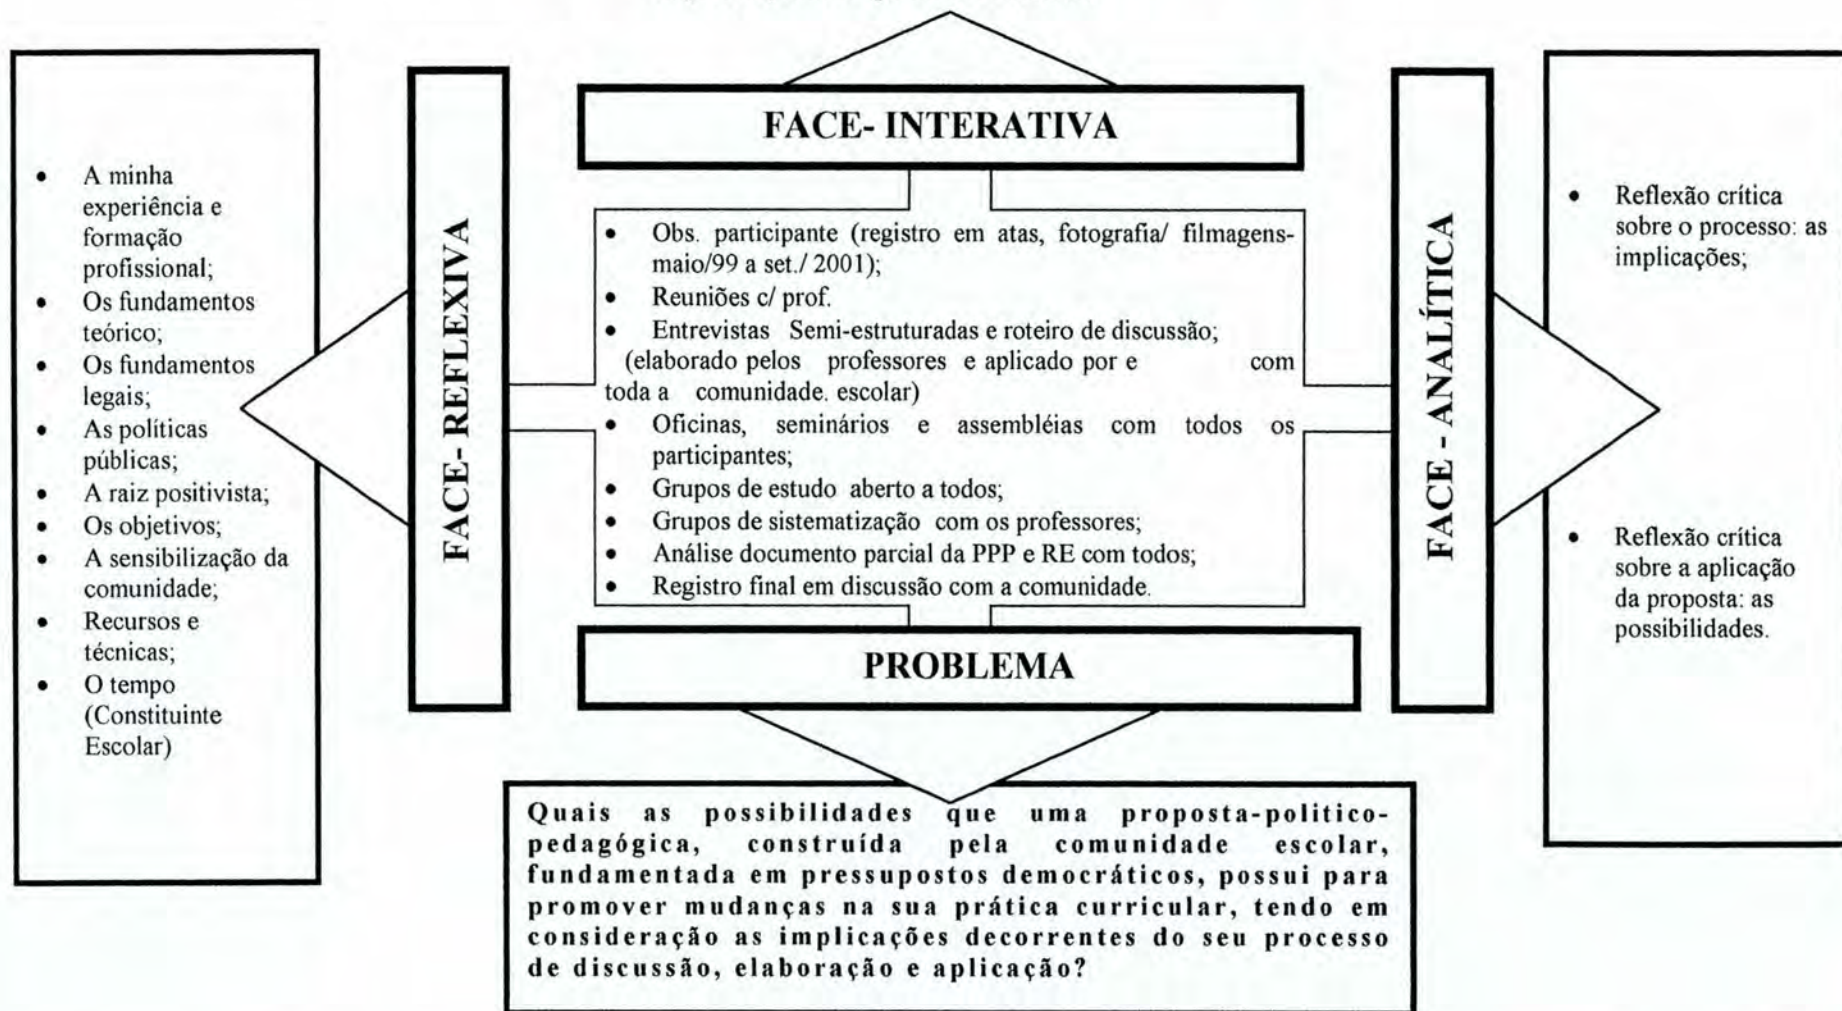 FACE- INTERATIVA
• A minha
experiência e
formação
profissional;
• Os fundamentos
teórico;
• Os fundamentos
legais;
• As políticas
públicas;
• A raiz positivista;
• Os objetivos;
• A sensibilização da
comunidade;
• Recursos e
técnicas;
• O tempo
(Constituinte
Escolar)
FACE- REFLEXIVA
• Obs. participante (registro em atas, fotografia/ filmagens-
maio/99 a set./ 2001);
• Reuniões c/ prof.
• Entrevistas Semi-estruturadas e roteiro de discussão;
(elaborado pelos professores e aplicado por e com
toda a comunidade. escolar)
• Oficinas, seminários e assembléias com todos os
participantes;
• Grupos de estudo aberto a todos;
• Grupos de sistematização com os professores;
• Análise documento parcial da PPP e RE com todos;
• Registro final em discussão com a comunidade.
FACE - ANALÍTICA
• Reflexão crítica
sobre o processo: as
implicações;
• Reflexão crítica
sobre a aplicação
da proposta: as
possibilidades.
PROBLEMA
Quais as possibilidades que uma proposta-politico-
pedagógica, construída pela comunidade escolar,
fundamentada em pressupostos democráticos, possui para
promover mudanças na sua prática curricular, tendo em
consideração as implicações decorrentes do seu processo
de discussão, elaboração e aplicação?